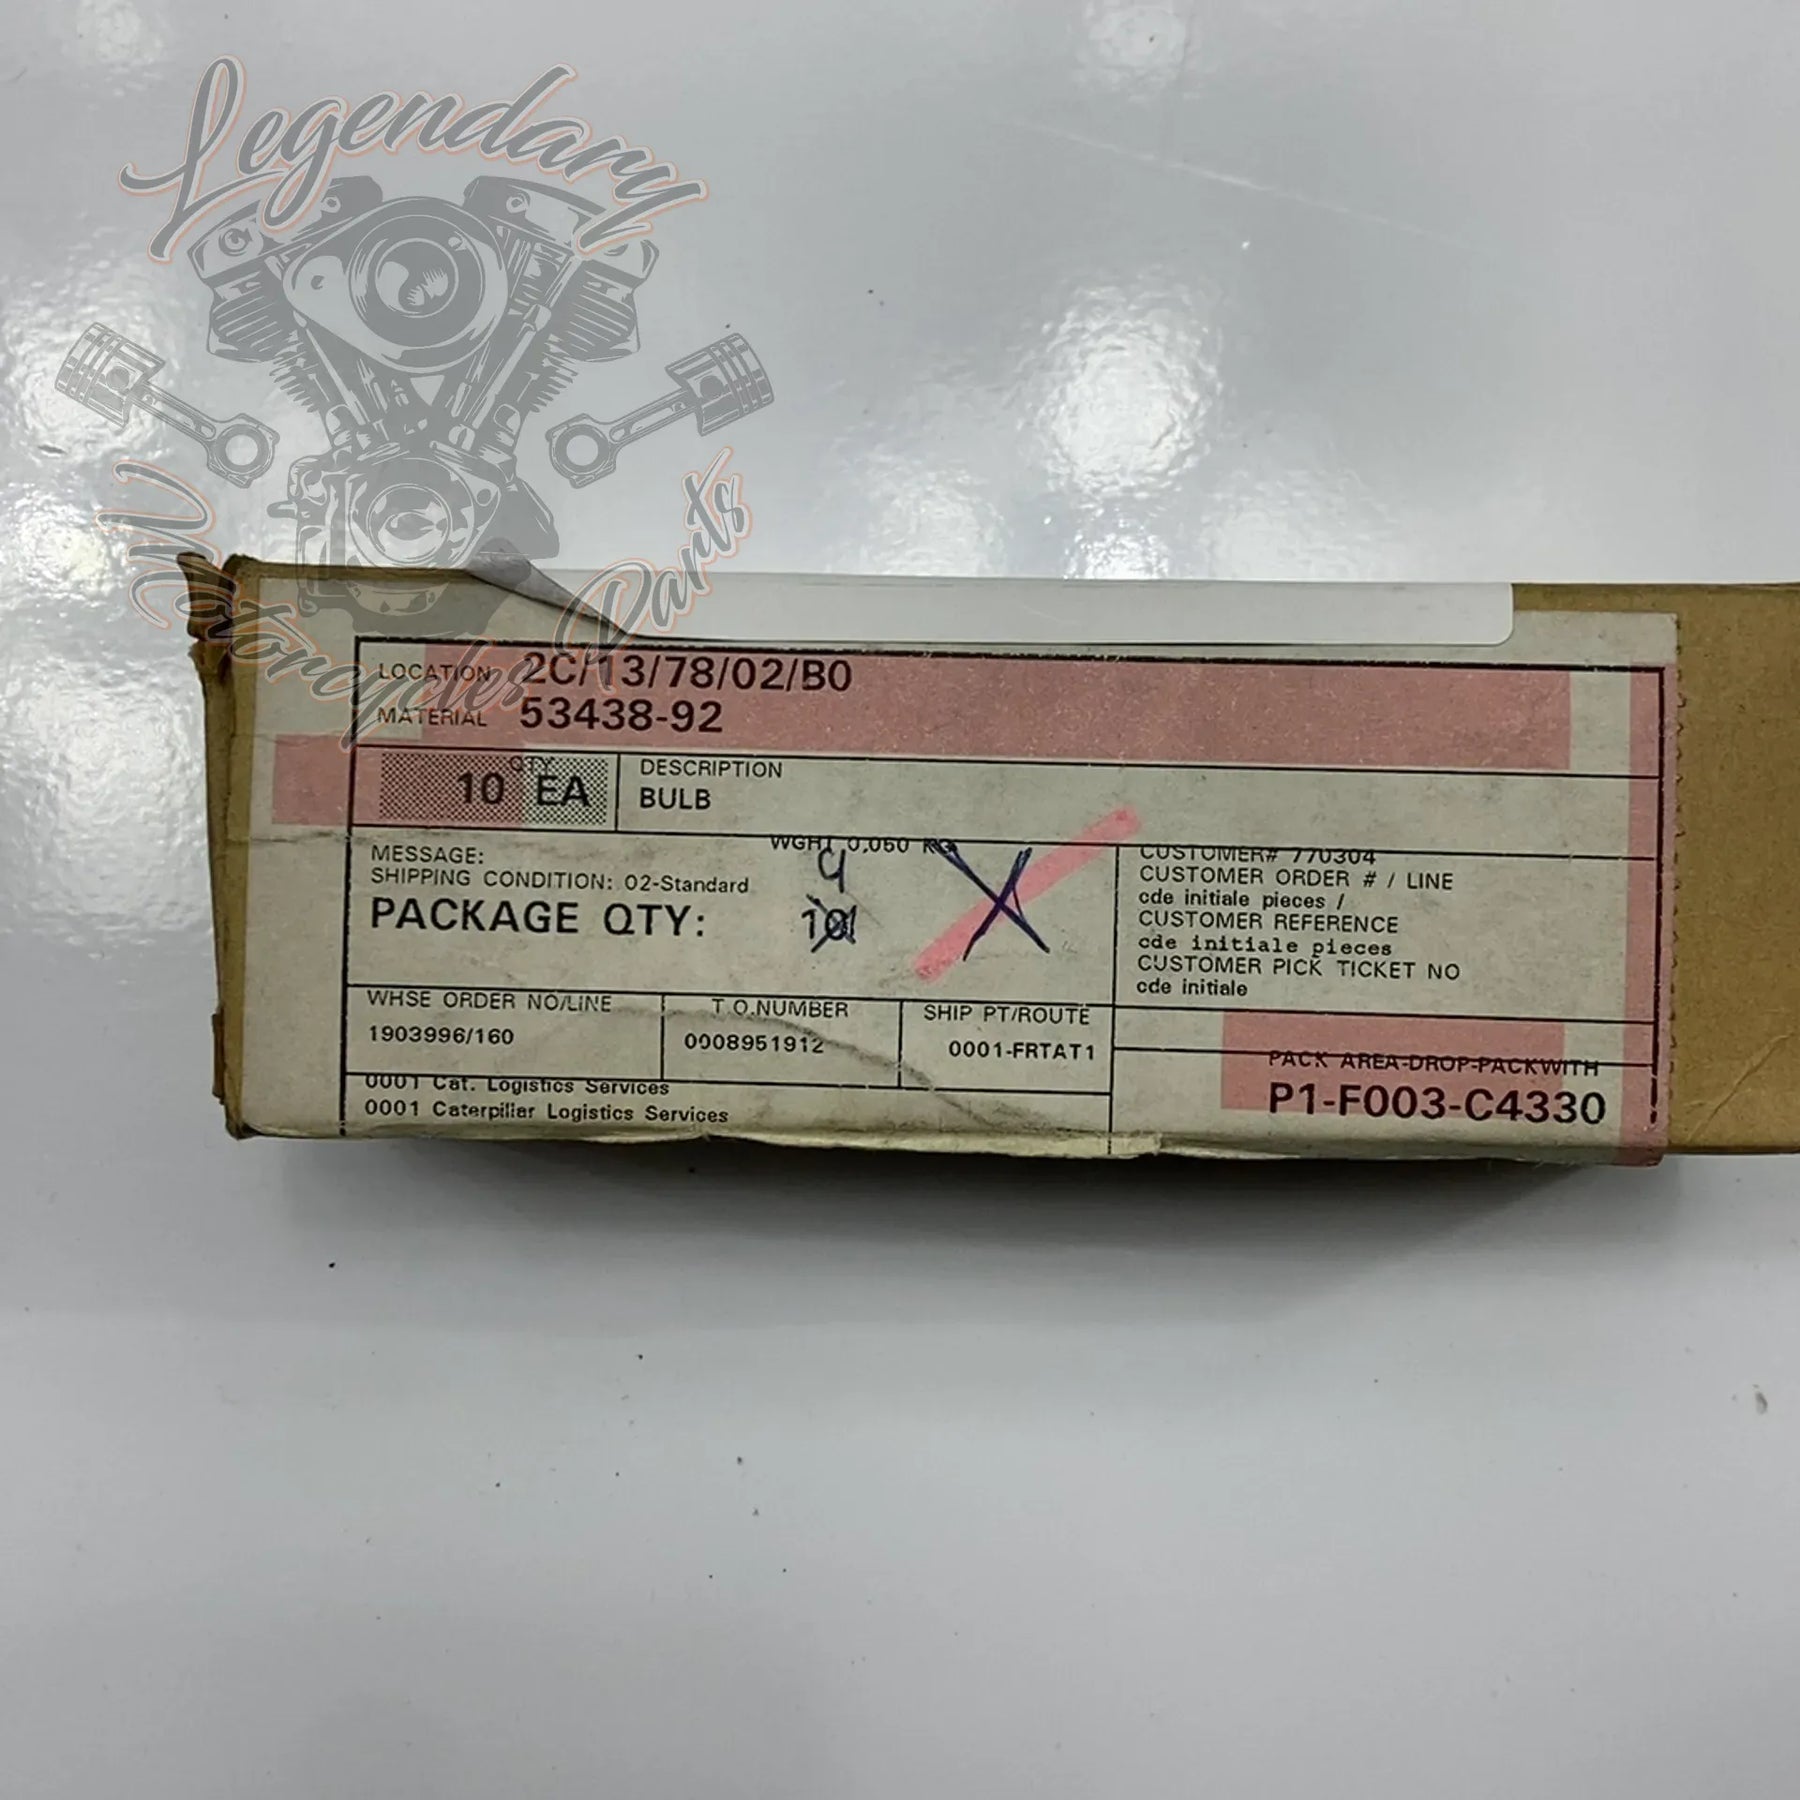 Legendary
Motorcycles Parts
LOCATION 2C/13/78/02/B0
MATERIAL 53438-92
QTY
10 EA
DESCRIPTION
BULB
WGHT 0,050 KG
MESSAGE:
SHIPPING CONDITION: 02-Standard
PACKAGE QTY: 10
X
CUSTOMER# 770304
CUSTOMER ORDER # / LINE
cde initiale pieces /
CUSTOMER REFERENCE
cde initiale pieces
CUSTOMER PICK TICKET NO
cde initiale
WHSE ORDER NO/LINE
1903996/160
T O.NUMBER
0008951912
SHIP PT/ROUTE
0001-FRTAT1
0001 Cat. Logistics Services
0001 Caterpillar Logistics Services
PACK AREA-DROP-PACKWITH
P1-F003-C4330